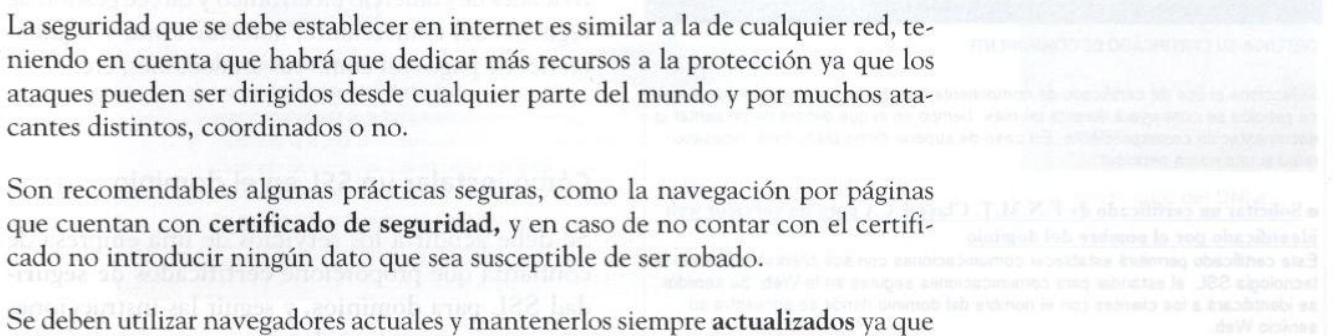 La seguridad que se debe establecer en internet es similar a la de cualquier red, te-
niendo en cuenta que habrá que dedicar más recursos a la protección ya que los
ataques pueden ser dirigidos desde cualquier parte del mundo y por muchos ata-
cantes distintos, coordinados o no.
Son recomendables algunas prácticas seguras, como la navegación por páginas
que cuentan con certificado de seguridad, y en caso de no contar con el certifi-
cado no introducir ningún dato que sea susceptible de ser robado.
Se deben utilizar navegadores actuales y mantenerlos siempre actualizados ya que